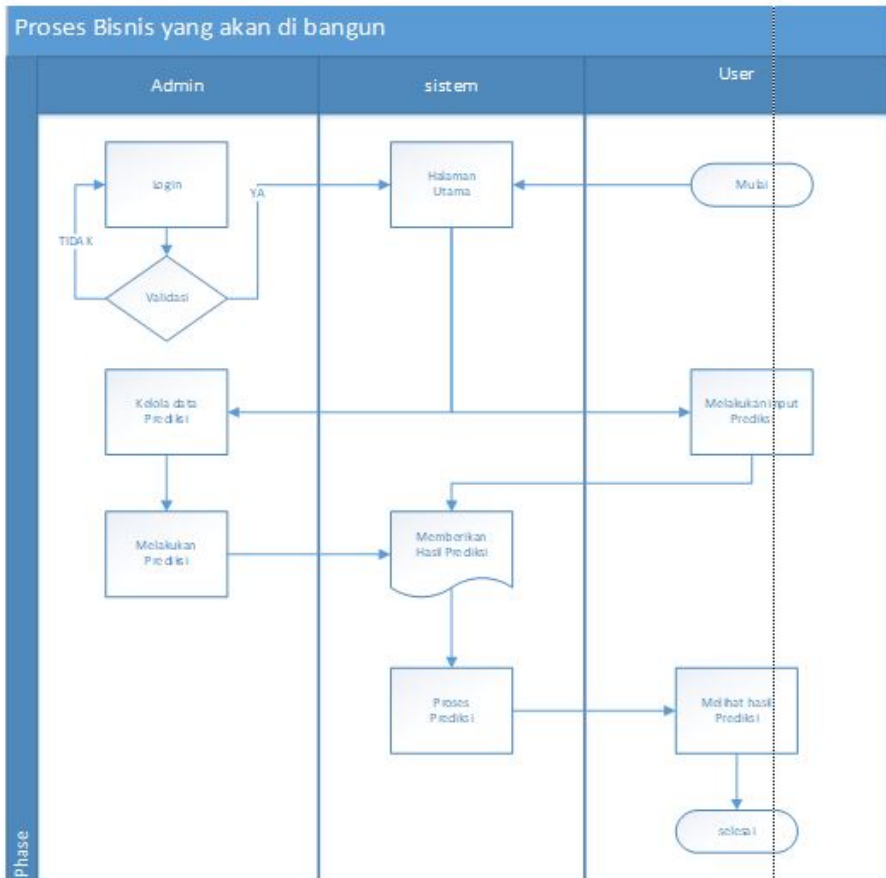 Proses Bisnis yang akan di bangun
Admin
sistem
User
Login
Halaman
Utama
Mulai
YA
TIDAK
Validasi
Kelola data
Prediksi
Melakukan input
Prediksi
Melakukan
Prediksi
Memberikan
Hasil Prediksi
Proses
Prediksi
Melihat hasil
Prediksi
selesai
Phase